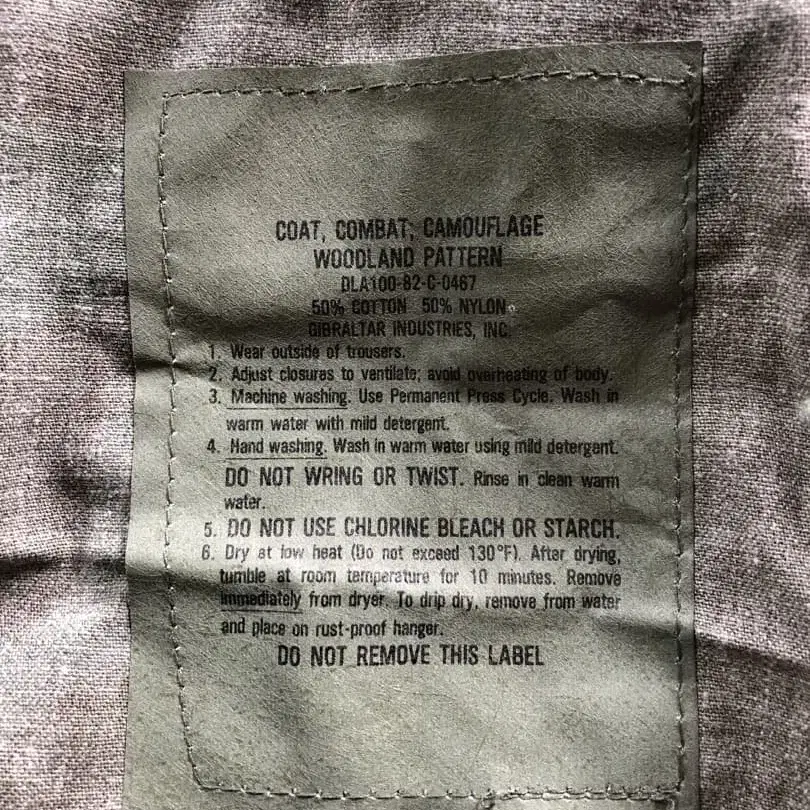 COAT, COMBAT; CAMOUFLAGE
WOODLAND PATTERN
DLA100-82-C-0467
50% COTTON 50% NYLON
GIBRALTAR INDUSTRIES, INC.
1. Wear outside of trousers.
2. Adjust closures to ventilate; avoid overheating of body.
3. Machine washing. Use Permanent Press Cycle. Wash in
warm water with mild detergent.
4. Hand washing. Wash in warm water using mild detergent.
DO NOT WRING OR TWIST. Rinse in clean warm
water.
5. DO NOT USE CHLORINE BLEACH OR STARCH.
6. Dry at low heat (Do not exceed 130°F). After drying,
tumble at room temperature for 10 minutes. Remove
immediately from dryer. To drip dry, remove from water
and place on rust-proof hanger.
DO NOT REMOVE THIS LABEL